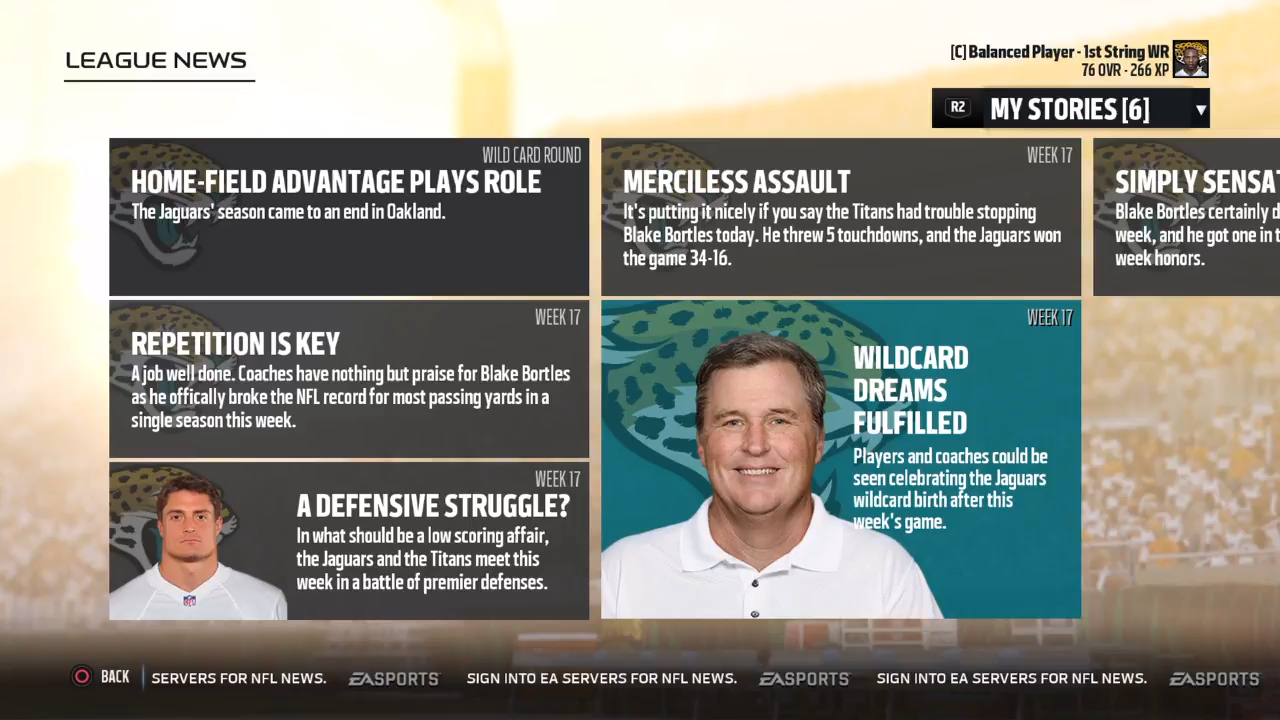 LEAGUE NEWS
[C] Balanced Player - 1st String WR
76 OVR - 266 XP
R2 MY STORIES [6]
WILD CARD ROUND
HOME-FIELD ADVANTAGE PLAYS ROLE
The Jaguars' season came to an end in Oakland.
WEEK 17
MERCILESS ASSAULT
It's putting it nicely if you say the Titans had trouble stopping
Blake Bortles today. He threw 5 touchdowns, and the Jaguars won
the game 34-16.
SIMPLY SENSAT
Blake Bortles certainly d
week, and he got one in t
week honors.
WEEK 17
REPETITION IS KEY
A job well done. Coaches have nothing but praise for Blake Bortles
as he offically broke the NFL record for most passing yards in a
single season this week.
WEEK 17
WILDCARD
DREAMS
FULFILLED
Players and coaches could be
seen celebrating the Jaguars
wildcard birth after this
week's game.
WEEK 17
A DEFENSIVE STRUGGLE?
In what should be a low scoring affair,
the Jaguars and the Titans meet this
week in a battle of premier defenses.
BACK SERVERS FOR NFL NEWS. EA SPORTS SIGN INTO EA SERVERS FOR NFL NEWS. EA SPORTS SIGN INTO EA SERVERS FOR NFL NEWS. EA SPORTS